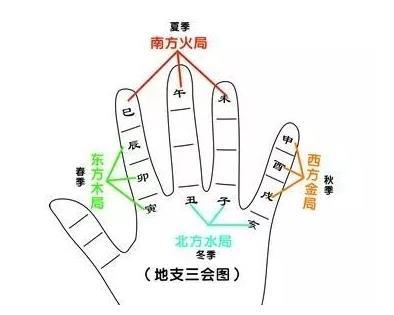 夏季
南方火局
巳
午
未
辰
卯
寅
东方木局
春季
申
酉
戌
西方金局
秋季
丑
子
亥
北方水局
冬季
（地支三会图）